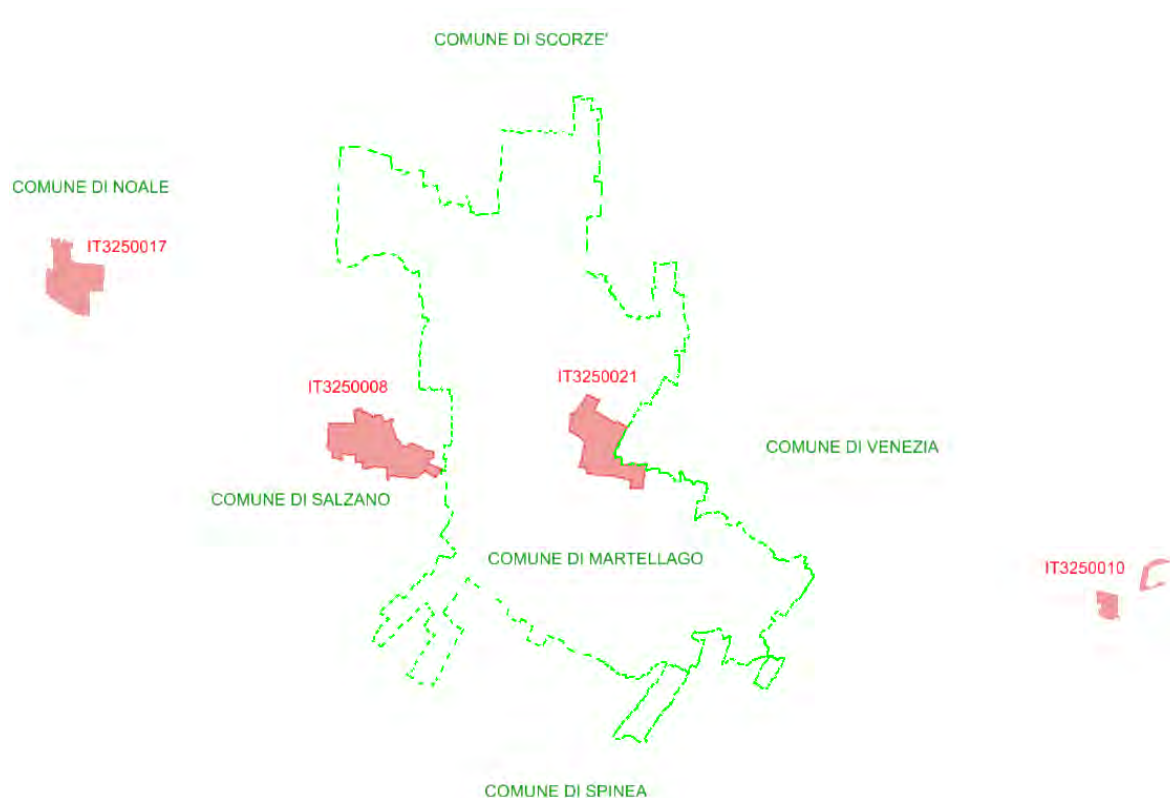 COMUNE DI SCORZE'
COMUNE DI NOALE
IT3250017
IT3250008
IT3250021
COMUNE DI VENEZIA
COMUNE DI SALZANO
COMUNE DI MARTELLAGO
IT3250010
COMUNE DI SPINEA